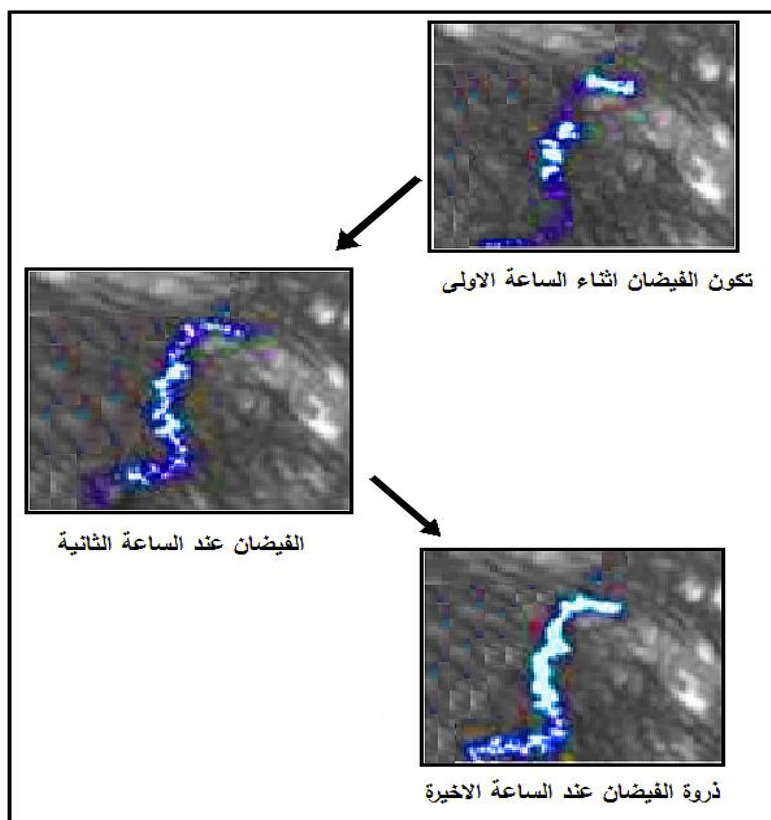 تكون الفيضان اثناء الساعة الاولى
الفيضان عند الساعة الثانية
ذروة الفيضان عند الساعة الاخيرة